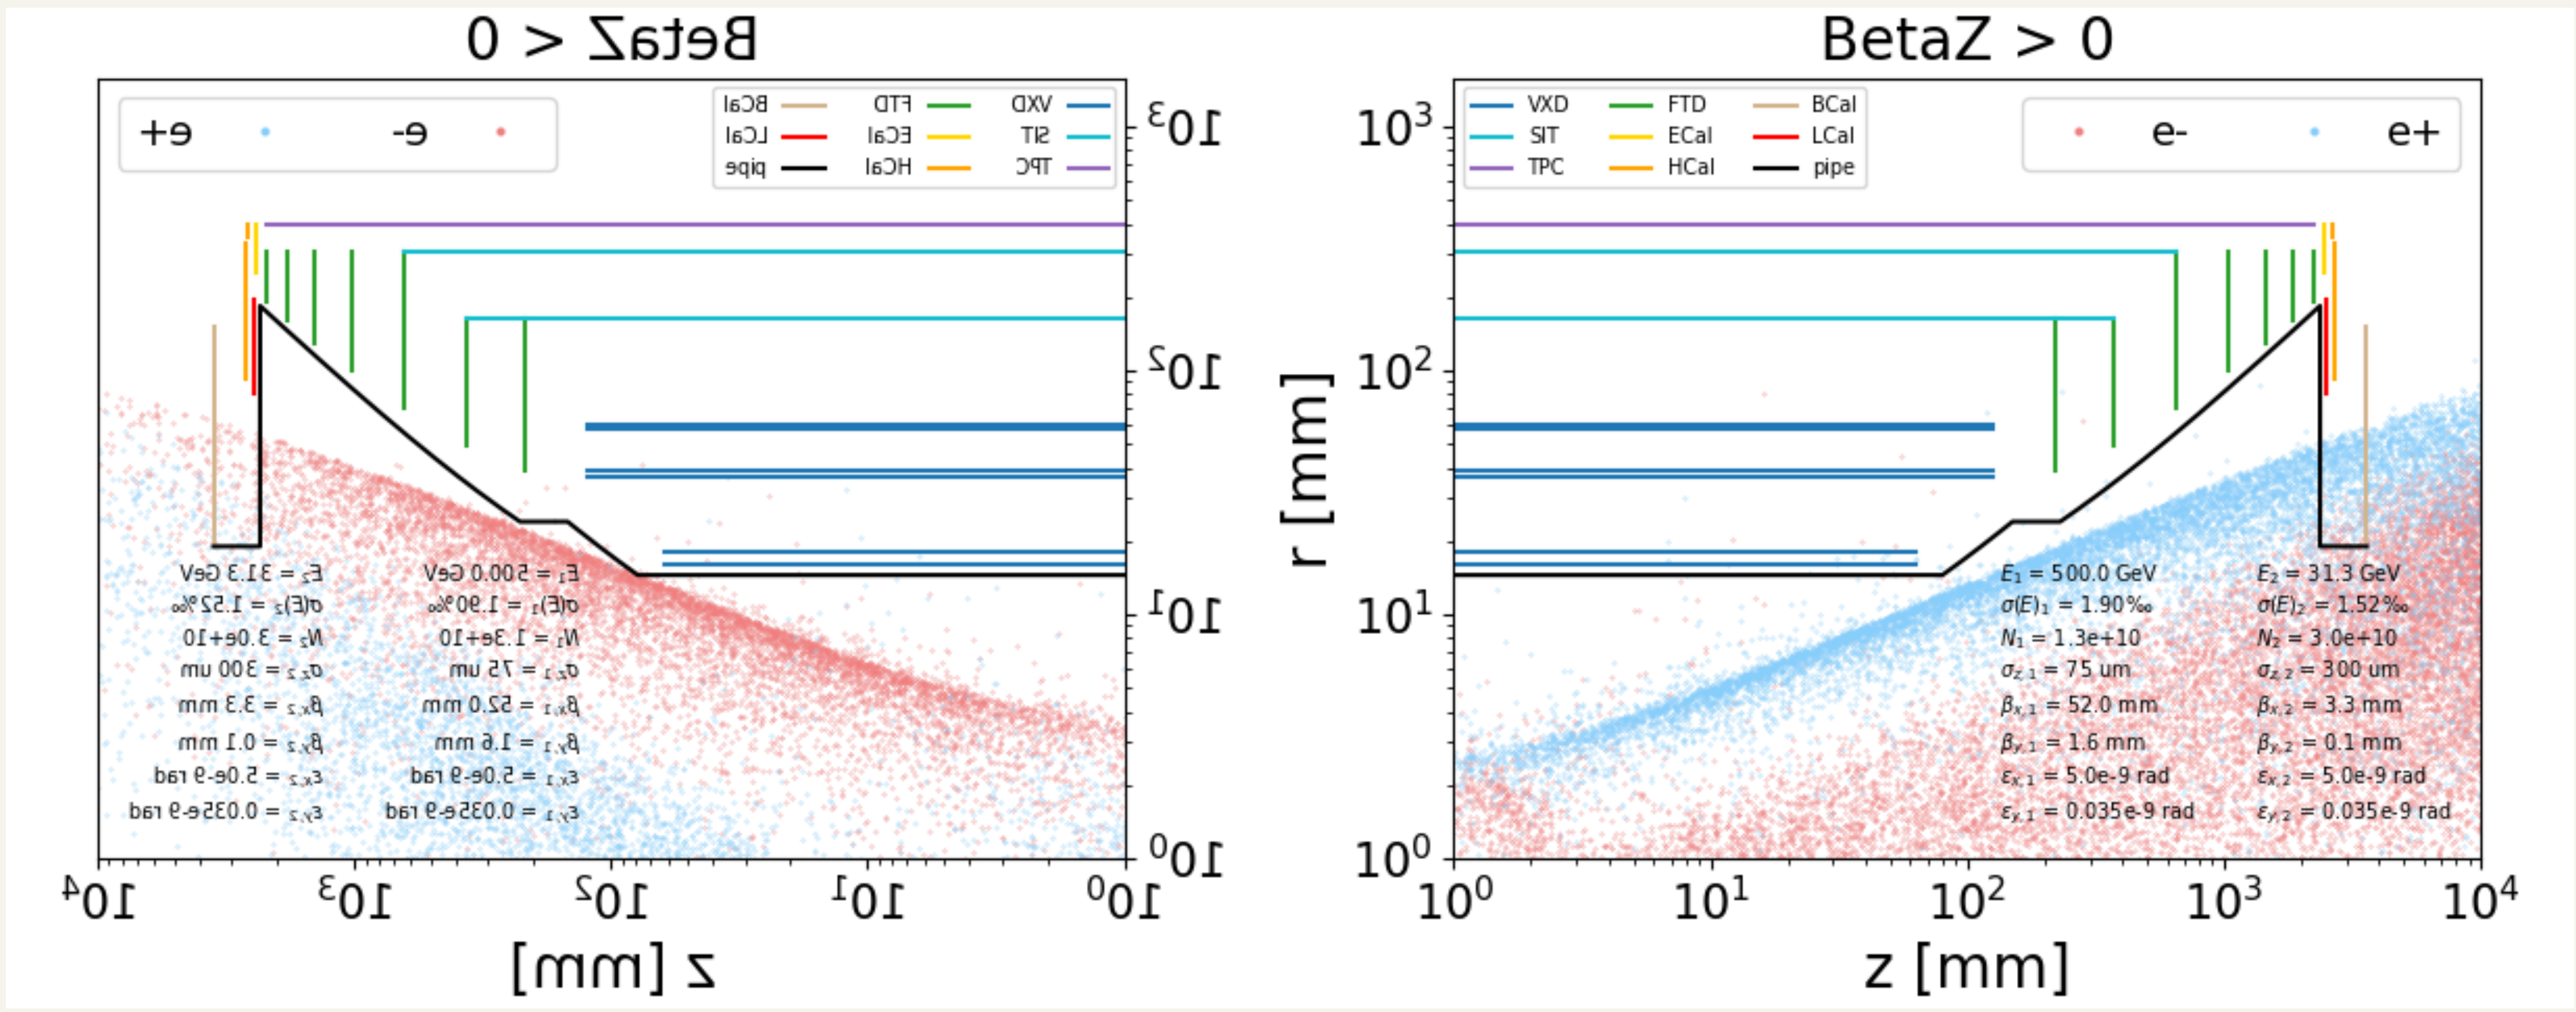 BetaZ < 0
BCal FTD VXD
LCal ECal SIT
pipe HCal TPC
e+ e-
10³
10²
10¹
10⁰
E₂ = 31.3 GeV
σ(E)₂ = 1.52‰
N₂ = 3.0e+10
σz,2 = 300 um
βx,2 = 3.3 mm
βy,2 = 0.1 mm
εx,2 = 5.0e-9 rad
εy,2 = 0.035e-9 rad
E₁ = 500.0 GeV
σ(E)₁ = 1.90‰
N₁ = 1.3e+10
σz,1 = 75 um
βx,1 = 52.0 mm
βy,1 = 1.6 mm
εx,1 = 5.0e-9 rad
εy,1 = 0.035e-9 rad
10⁴ 10³ 10² 10¹ 10⁰
z [mm]
BetaZ > 0
VXD FTD BCal
SIT ECal LCal
TPC HCal pipe
e- e+
r [mm]
10³
10²
10¹
10⁰
E₁ = 500.0 GeV
σ(E)₁ = 1.90‰
N₁ = 1.3e+10
σz,1 = 75 um
βx,1 = 52.0 mm
βy,1 = 1.6 mm
εx,1 = 5.0e-9 rad
εy,1 = 0.035e-9 rad
E₂ = 31.3 GeV
σ(E)₂ = 1.52‰
N₂ = 3.0e+10
σz,2 = 300 um
βx,2 = 3.3 mm
βy,2 = 0.1 mm
εx,2 = 5.0e-9 rad
εy,2 = 0.035e-9 rad
10⁰ 10¹ 10² 10³ 10⁴
z [mm]